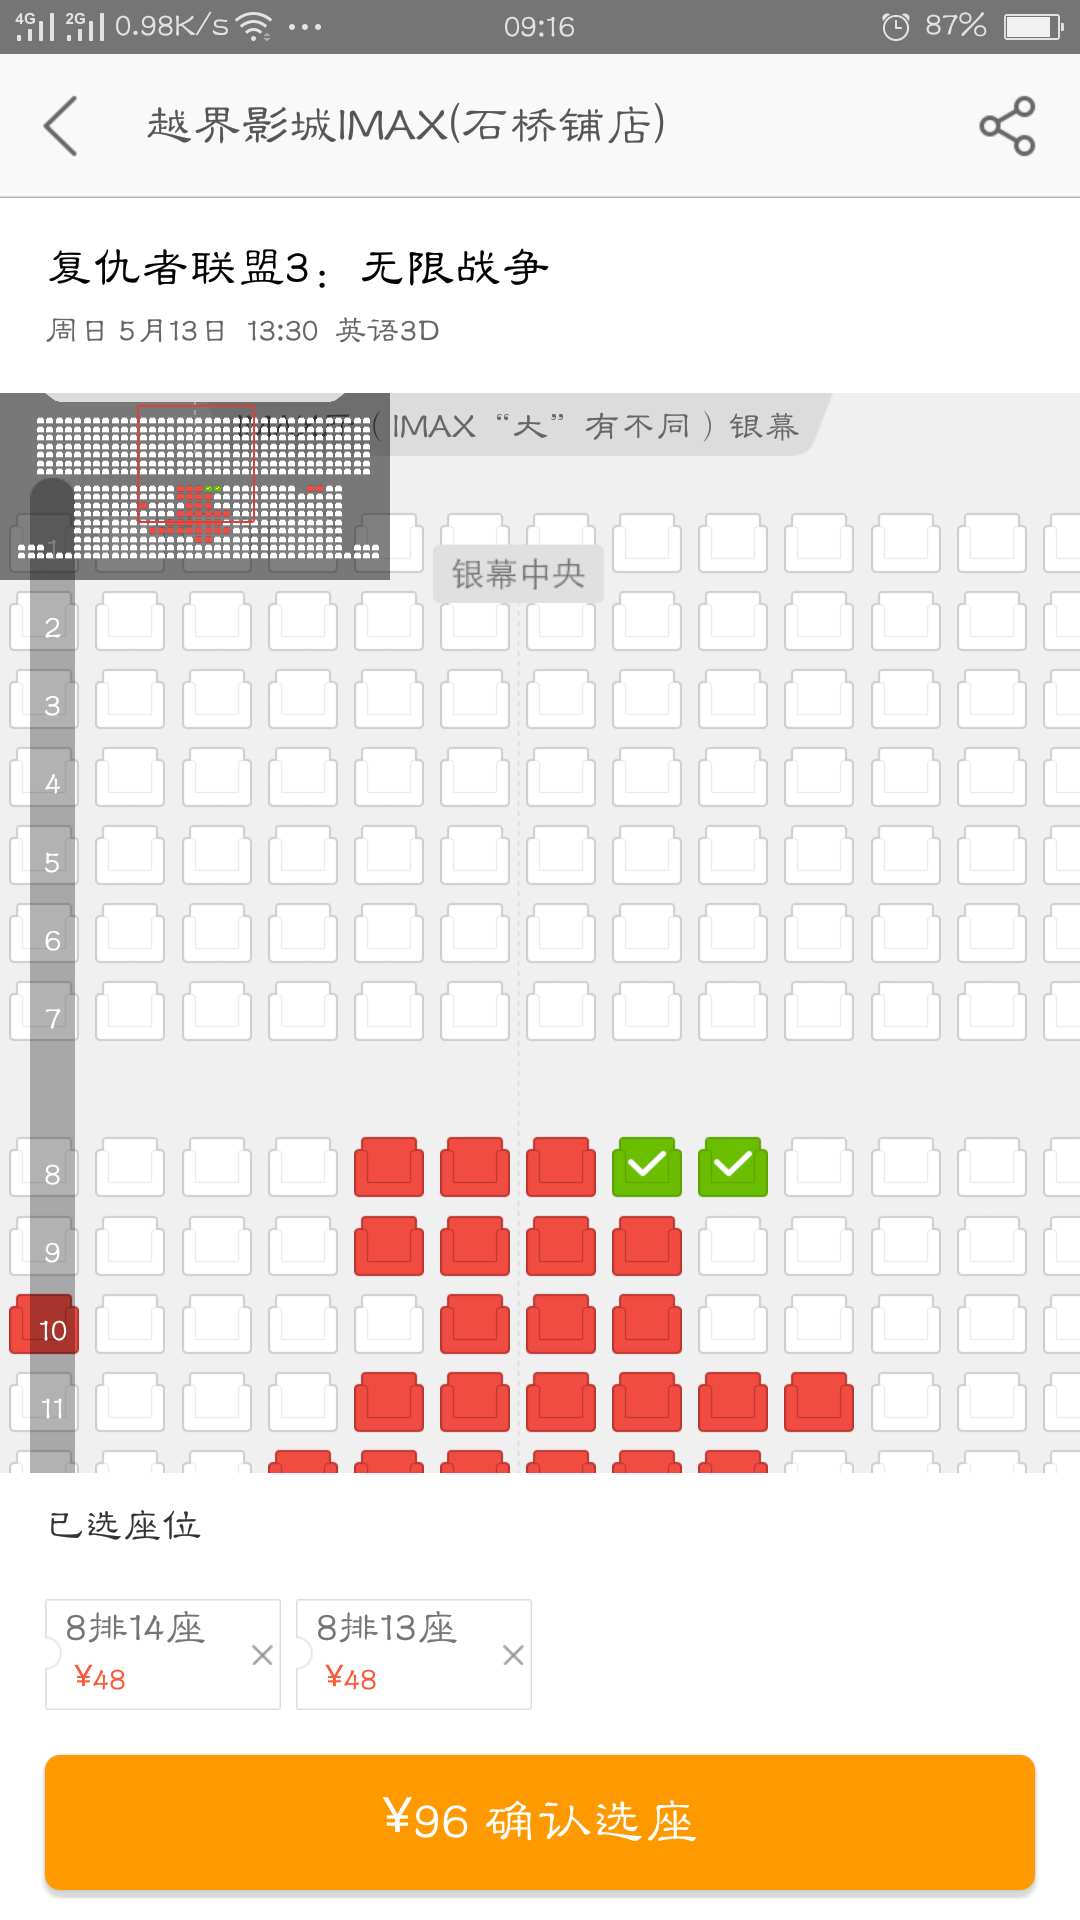 4G 2G 0.98K/s ... 09:16 87%
越界影城IMAX(石桥铺店)
复仇者联盟3：无限战争
周日 5月13日 13:30 英语3D
（IMAX “大” 有不同）银幕
1
银幕中央
2
3
4
5
6
7
8
9
10
11
已选座位
8排14座 8排13座
¥48 ¥48
¥96 确认选座